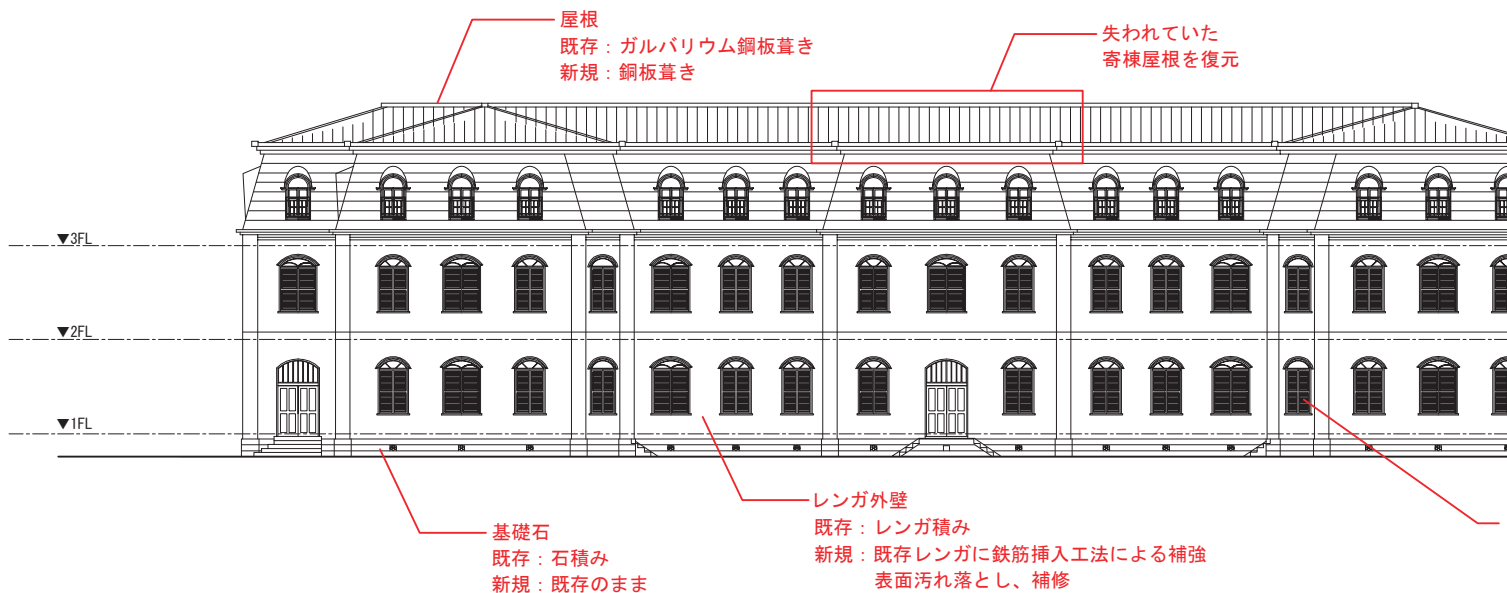 屋根
既存：ガルバリウム鋼板葺き
新規：銅板葺き
失われていた
寄棟屋根を復元
▼3FL
▼2FL
▼1FL
基礎石
既存：石積み
新規：既存のまま
レンガ外壁
既存：レンガ積み
新規：既存レンガに鉄筋挿入工法による補強
表面汚れ落とし、補修